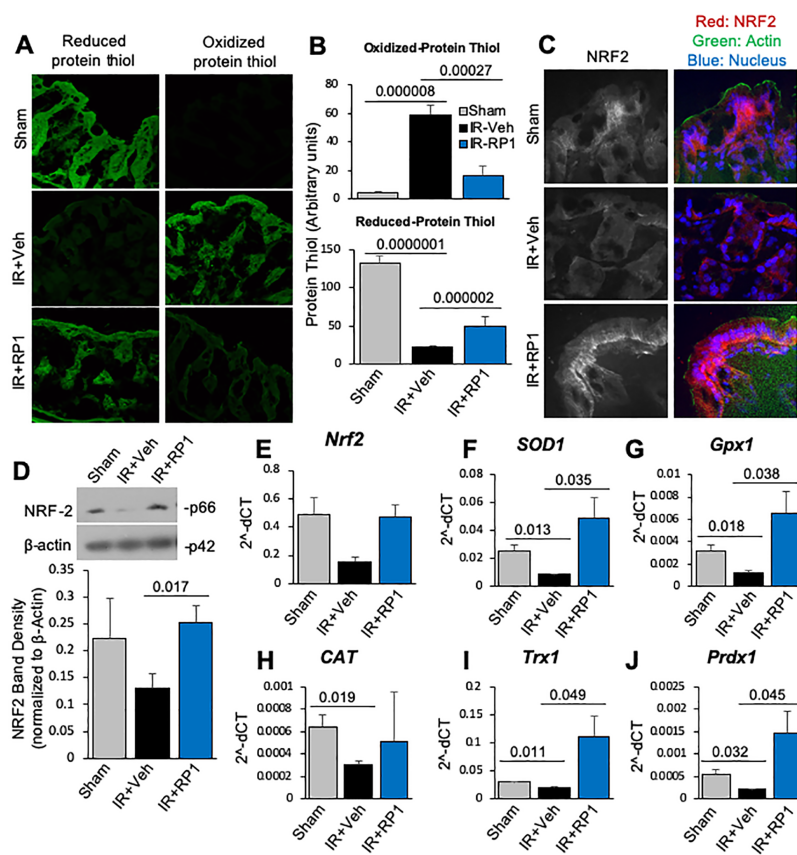 A
Reduced
protein thiol
Oxidized
protein thiol
Sham
IR+Veh
IR+RP1
B
Oxidized-Protein Thiol
0.00027
0.000008
80
60
40
20
0
Sham
IR-Veh
IR-RP1
Protein Thiol (Arbitrary units)
Reduced-Protein Thiol
0.0000001
0.000002
150
100
50
0
Sham
IR+Veh
IR+RP1
C
NRF2
Red: NRF2
Green: Actin
Blue: Nucleus
Sham
IR+Veh
IR+RP1
D
Sham
IR+Veh
IR+RP1
NRF-2
-p66
β-actin
-p42
NRF2 Band Density
(normalized to β-Actin)
0.35
0.3
0.25
0.2
0.15
0.1
0.05
0
0.017
Sham
IR+Veh
IR+RP1
E
Nrf2
2^-dCT
0.8
0.6
0.4
0.2
0
Sham
IR+Veh
IR+RP1
F
SOD1
2^-dCT
0.08
0.06
0.04
0.02
0
0.035
0.013
Sham
IR+Veh
IR+RP1
G
Gpx1
2^-dCT
0.01
0.008
0.006
0.004
0.002
0
0.038
0.018
Sham
IR+Veh
IR+RP1
H
CAT
2^-dCT
0.001
0.0008
0.0006
0.0004
0.0002
0
0.019
Sham
IR+Veh
IR+RP1
I
Trx1
2^-dCT
0.2
0.15
0.1
0.05
0
0.049
0.011
Sham
IR+Veh
IR+RP1
J
Prdx1
2^-dCT
0.0025
0.002
0.0015
0.001
0.0005
0
0.045
0.032
Sham
IR+Veh
IR+RP1